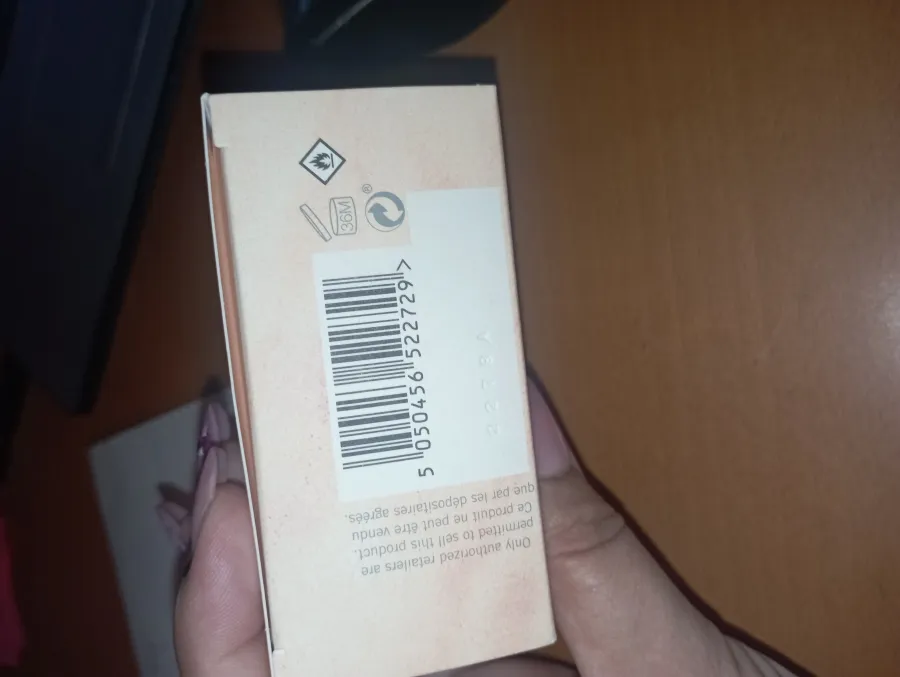 36M
®
5 050456 522729 >
Only authorized retailers are
permitted to sell this product.
Ce produit ne peut être vendu
que par les dépositaires agréés.